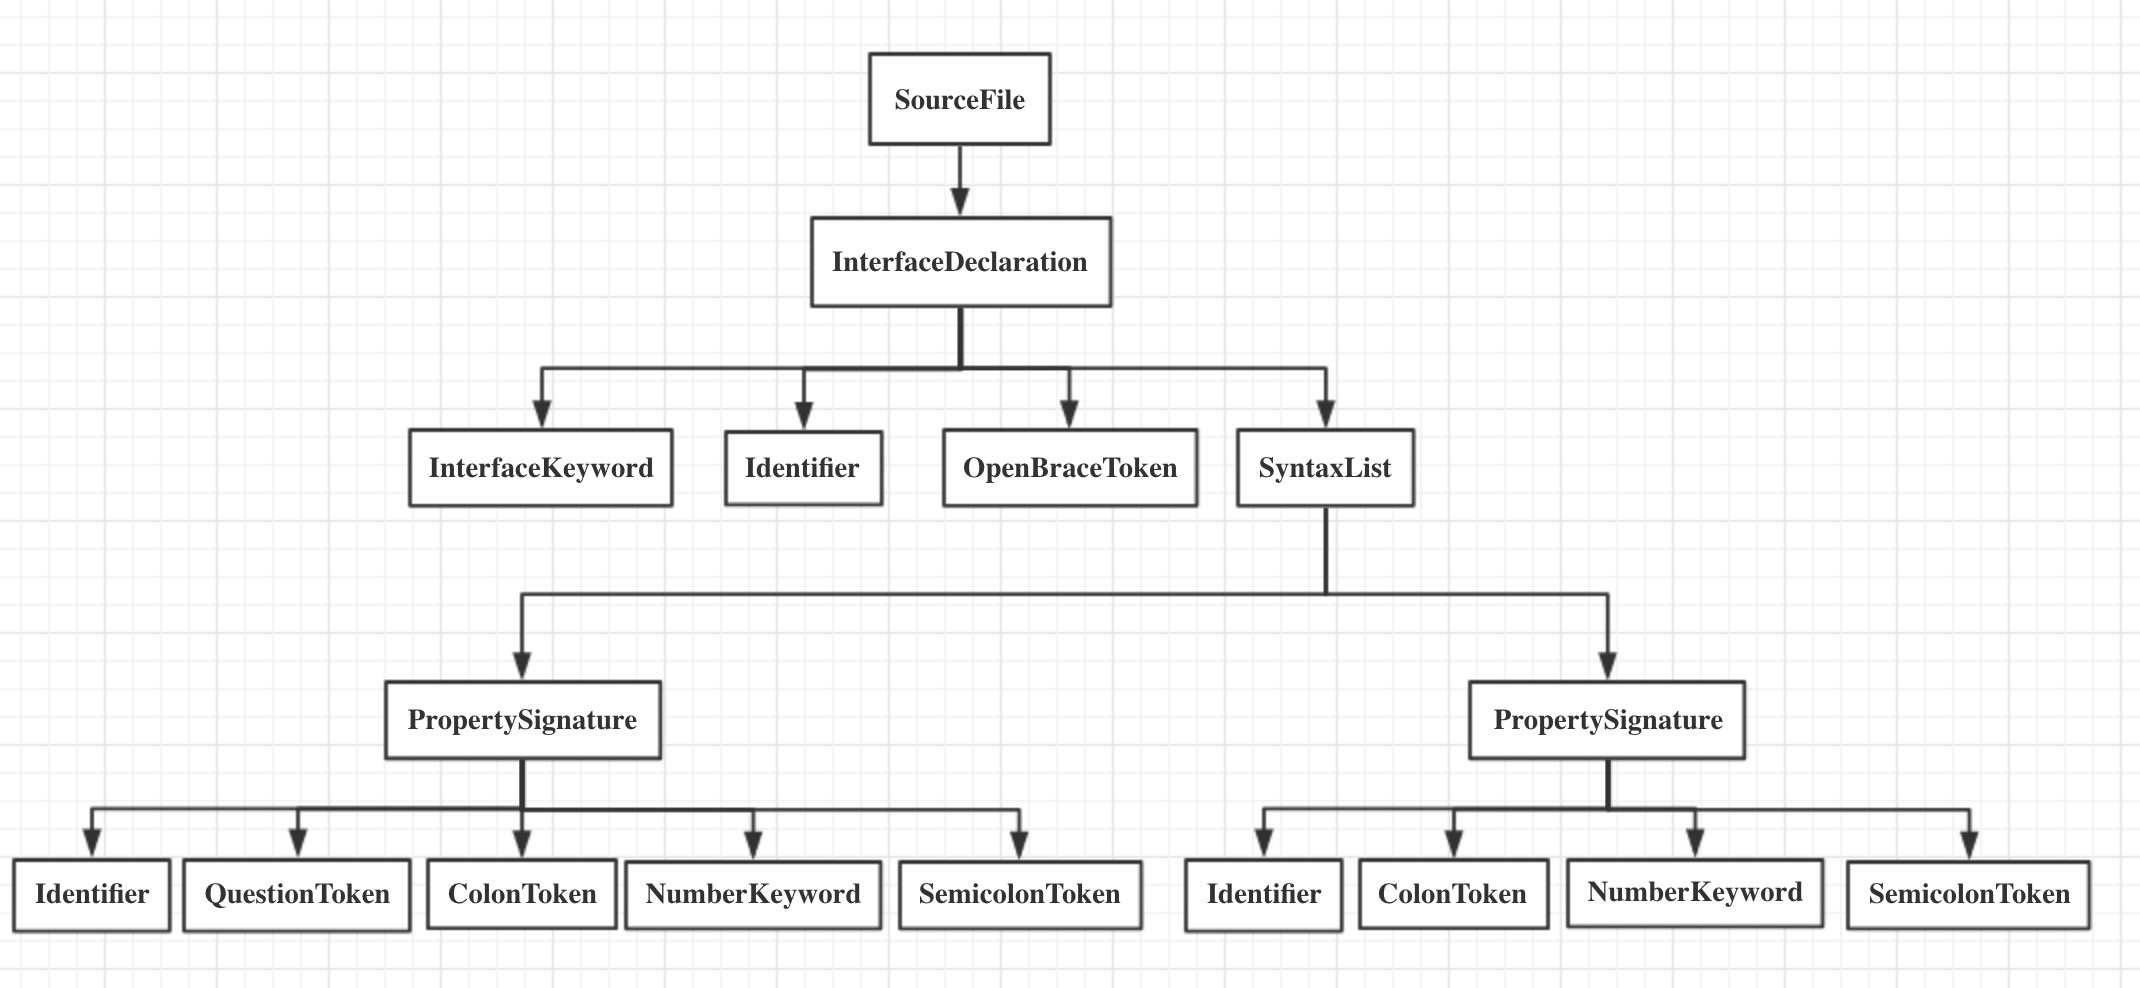 SourceFile
InterfaceDeclaration
InterfaceKeyword
Identifier
OpenBraceToken
SyntaxList
PropertySignature
PropertySignature
Identifier
QuestionToken
ColonToken
NumberKeyword
SemicolonToken
Identifier
ColonToken
NumberKeyword
SemicolonToken